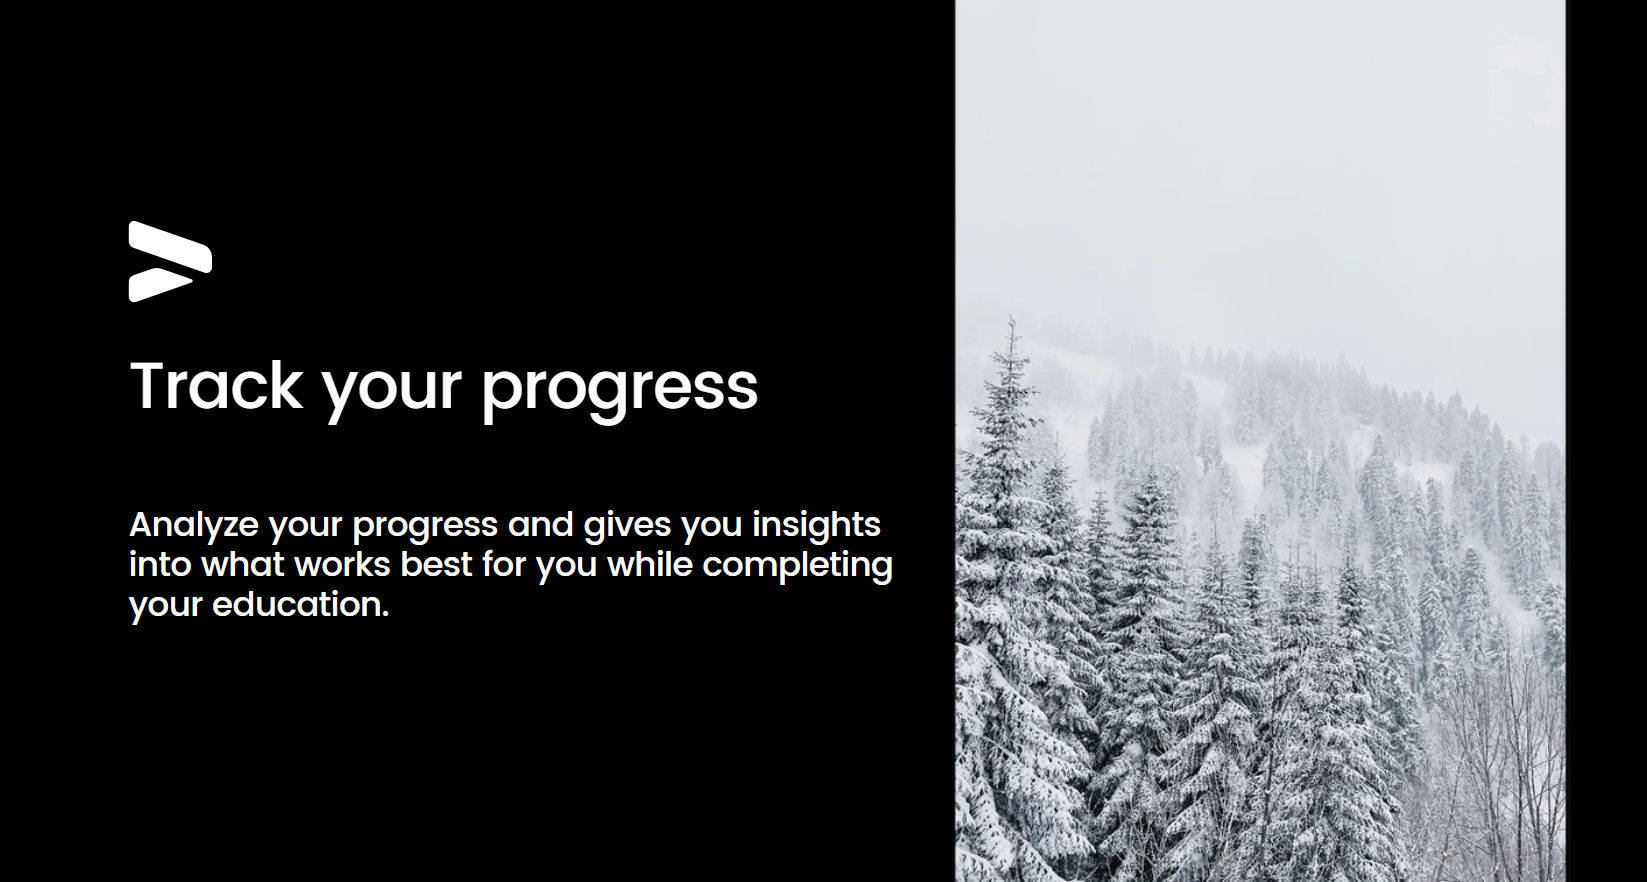 Track your progress
Analyze your progress and gives you insights
into what works best for you while completing
your education.